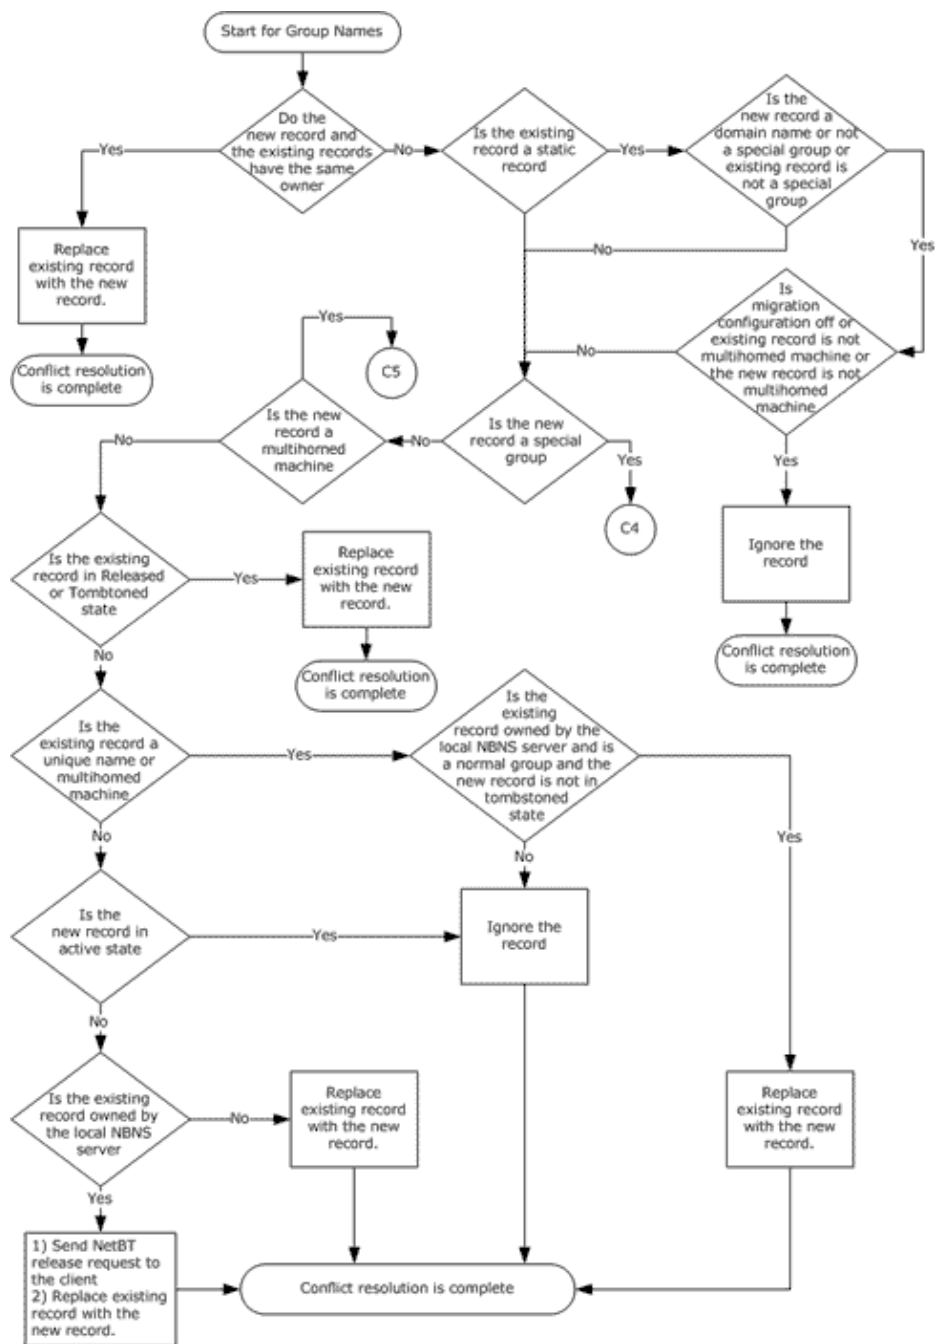 Start for Group Names
Do the
new record and
the existing records
have the same
owner
Yes
No
Is the existing
record a static
record
Yes
Is the
new record a
domain name or not
a special group or
existing record is
not a special
group
Yes
No
Replace
existing record
with the new
record.
Conflict resolution
is complete
Is
migration
configuration off or
existing record is not
multihomed machine or
the new record is not
multihomed
machine
No
Yes
C5
Is the new
record a
multihomed
machine
No
Is the new
record a special
group
No
Yes
C4
Yes
Ignore the
record
Conflict resolution
is complete
Is the existing
record in Released
or Tombtoned
state
Yes
Replace
existing record
with the new
record.
Conflict resolution
is complete
No
Is the
existing record a
unique name or
multihomed
machine
Yes
Is the
existing
record owned by the
local NBNS server and is
a normal group and the
new record is not in
tombstoned
state
Yes
No
No
Is the
new record in
active state
Yes
Ignore the
record
No
Is the existing
record owned by
the local NBNS
server
No
Replace
existing record
with the new
record.
Replace
existing record
with the new
record.
Yes
1) Send NetBT
release request to
the client
2) Replace existing
record with the
new record.
Conflict resolution is complete